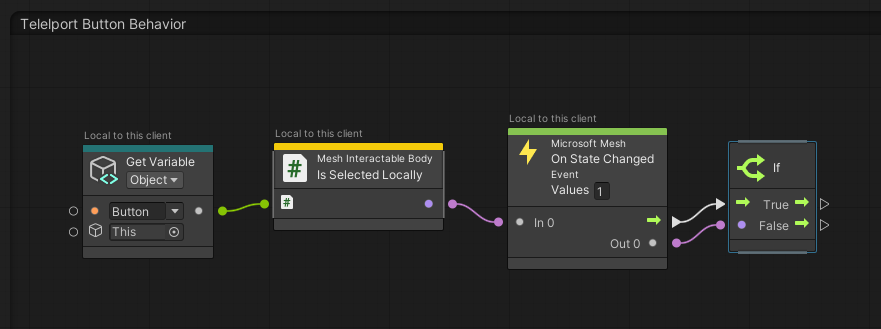 Telelport Button Behavior
Local to this client
Get Variable
Object
Button
This
Local to this client
#
Mesh Interactable Body
Is Selected Locally
#
Local to this client
Microsoft Mesh
On State Changed
Event
Values 1
In 0
Out 0
If
True
False